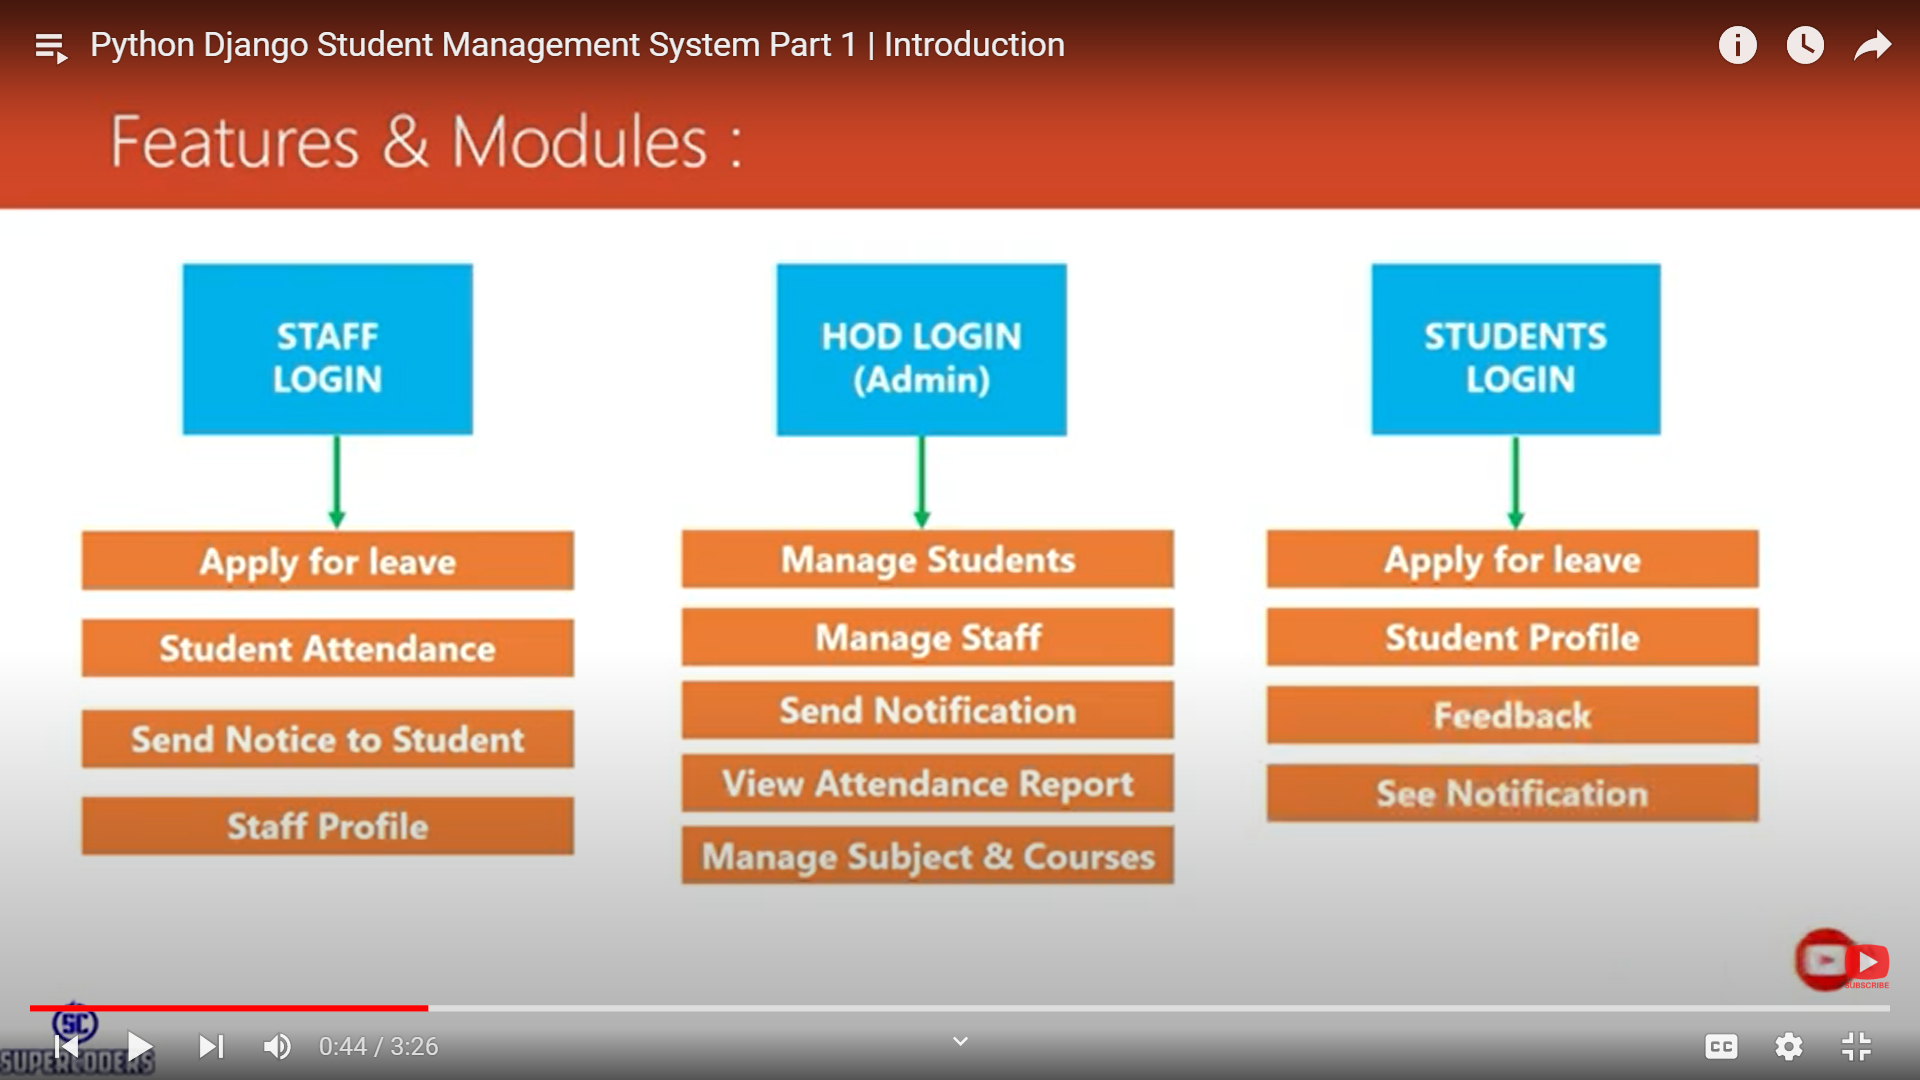 Python Django Student Management System Part 1 | Introduction
Features & Modules :
STAFF
LOGIN
Apply for leave
Student Attendance
Send Notice to Student
Staff Profile
HOD LOGIN
(Admin)
Manage Students
Manage Staff
Send Notification
View Attendance Report
Manage Subject & Courses
STUDENTS
LOGIN
Apply for leave
Student Profile
Feedback
See Notification
SUBSCRIBE
SC
SUPERCODERS
0:44 / 3:26
CC